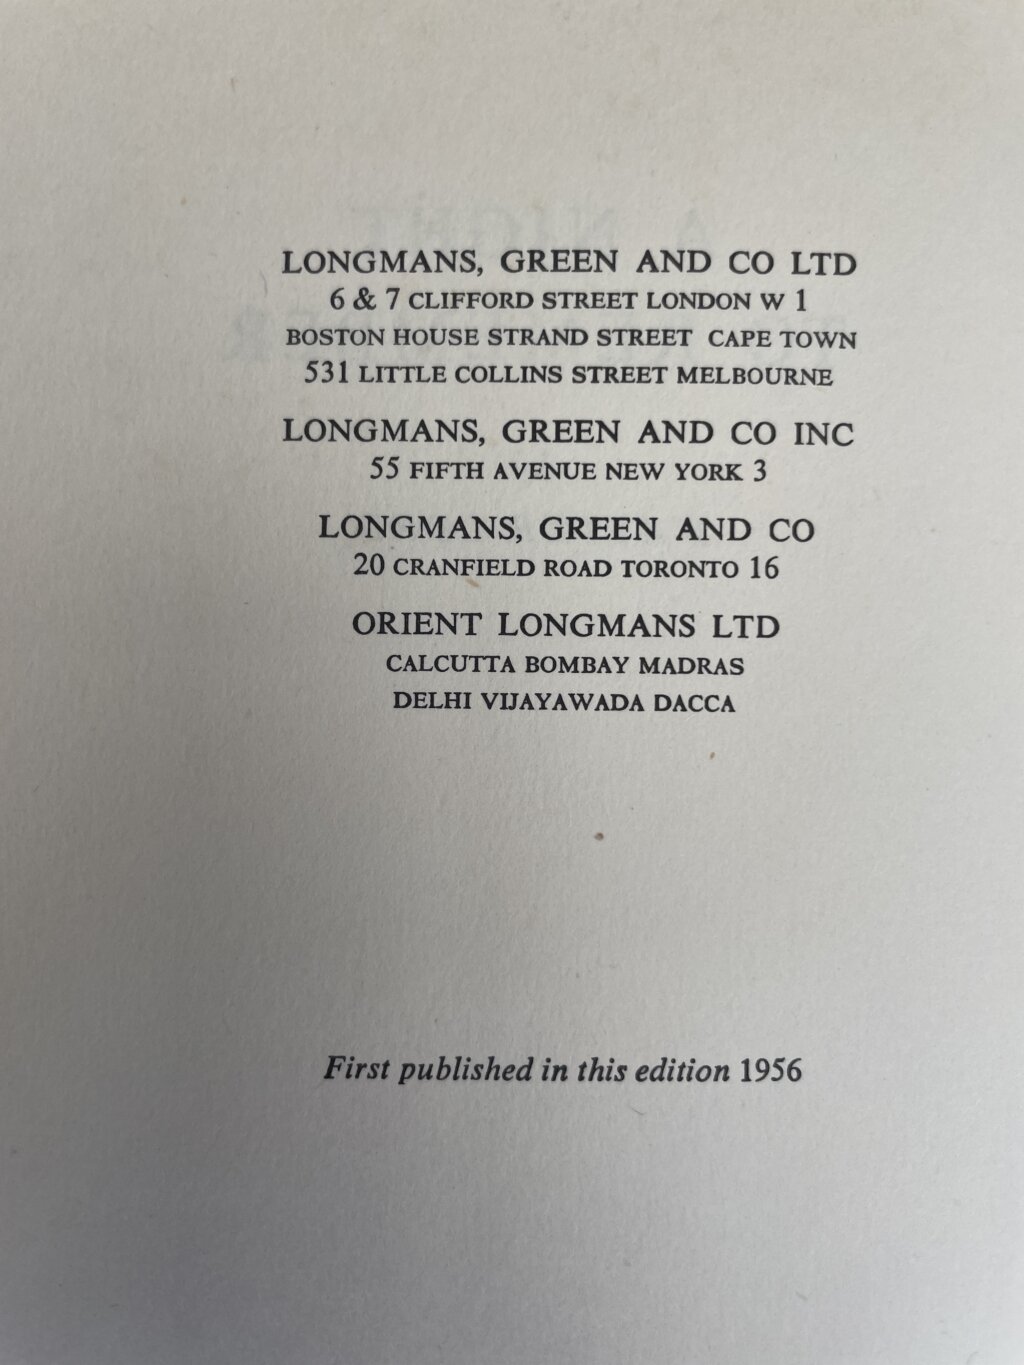 LONGMANS, GREEN AND CO LTD
6 & 7 CLIFFORD STREET LONDON W 1
BOSTON HOUSE STRAND STREET CAPE TOWN
531 LITTLE COLLINS STREET MELBOURNE
LONGMANS, GREEN AND CO INC
55 FIFTH AVENUE NEW YORK 3
LONGMANS, GREEN AND CO
20 CRANFIELD ROAD TORONTO 16
ORIENT LONGMANS LTD
CALCUTTA BOMBAY MADRAS
DELHI VIJAYAWADA DACCA
First published in this edition 1956